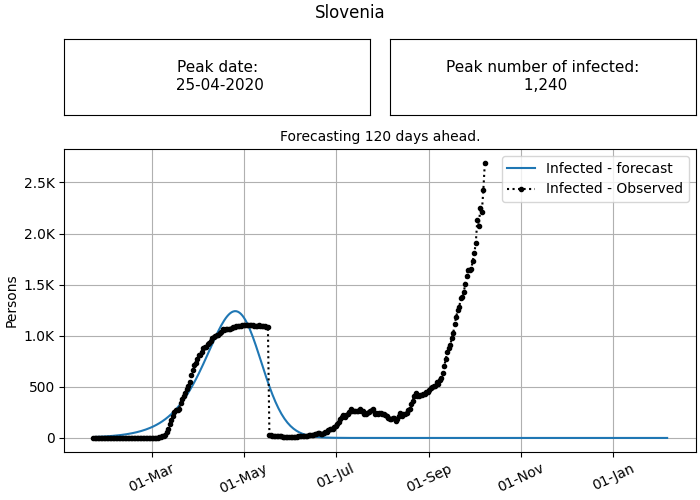 Slovenia
Peak date:
25-04-2020
Peak number of infected:
1,240
Forecasting 120 days ahead.
Infected - forecast
Infected - Observed
Persons
2.5K
2.0K
1.5K
1.0K
500
0
01-Mar
01-May
01-Jul
01-Sep
01-Nov
01-Jan